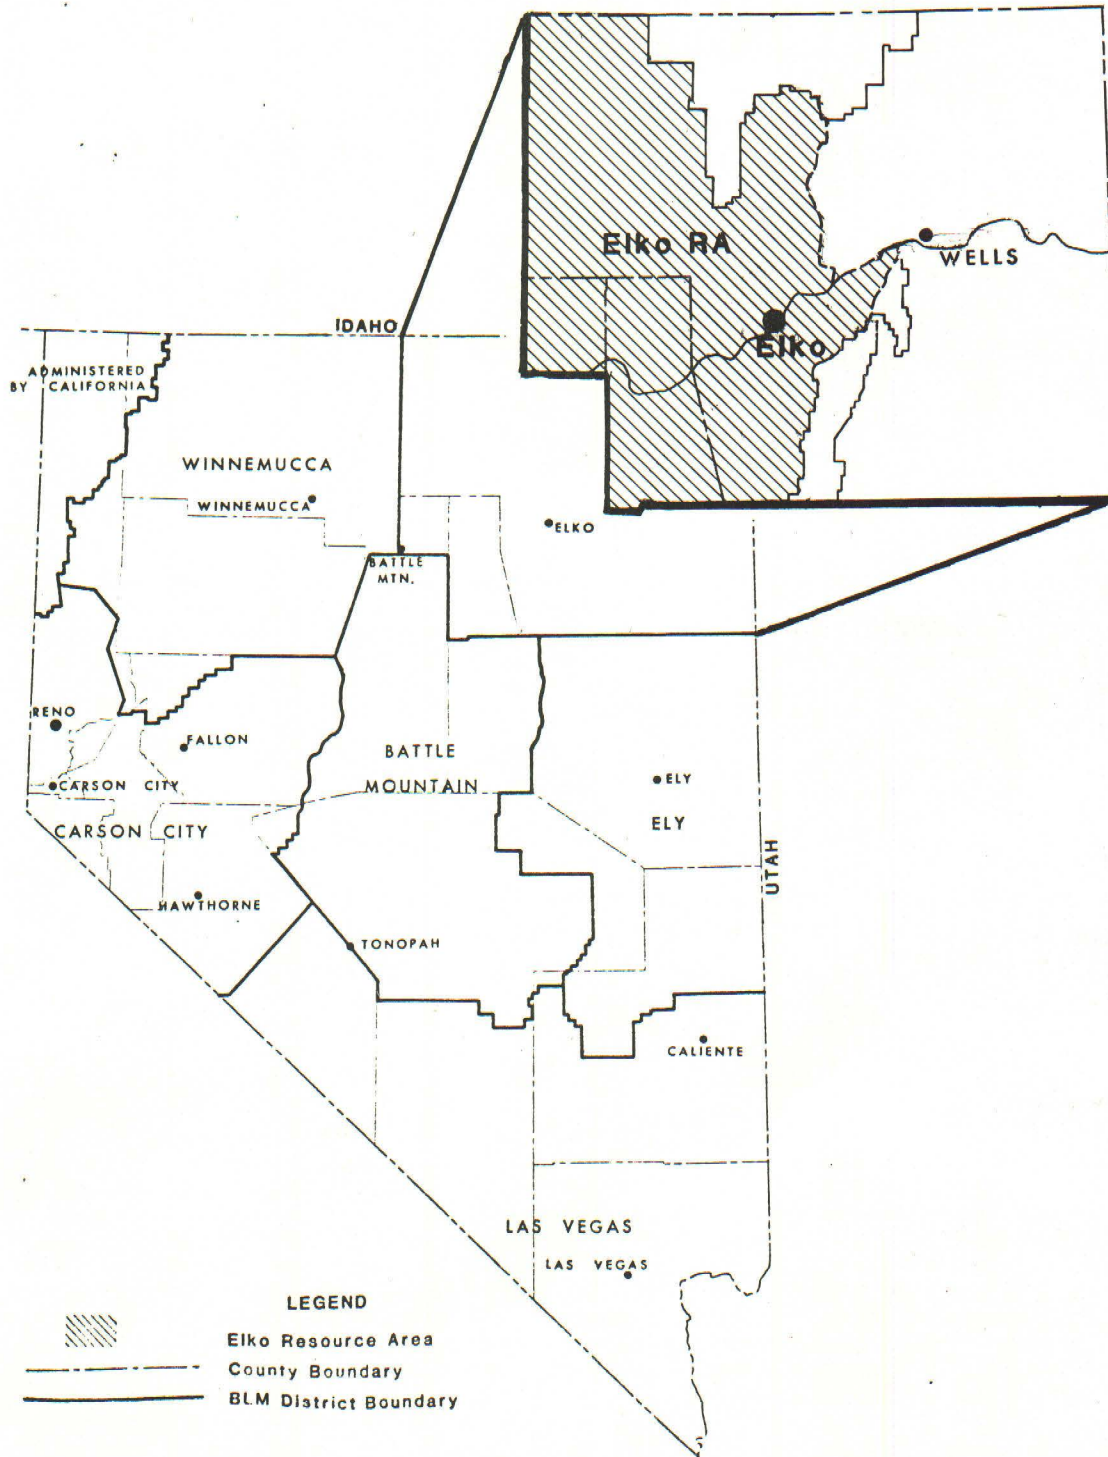 Elko RA
WELLS
Elko
IDAHO
ADMINISTERED
BY CALIFORNIA
WINNEMUCCA
WINNEMUCCA
ELKO
BATTLE
MTN.
RENO
FALLON
BATTLE
MOUNTAIN
CARSON CITY
ELY
CARSON CITY
ELY
UTAH
HAWTHORNE
TONOPAH
CALIENTE
LAS VEGAS
LAS VEGAS
LEGEND
Elko Resource Area
County Boundary
BLM District Boundary